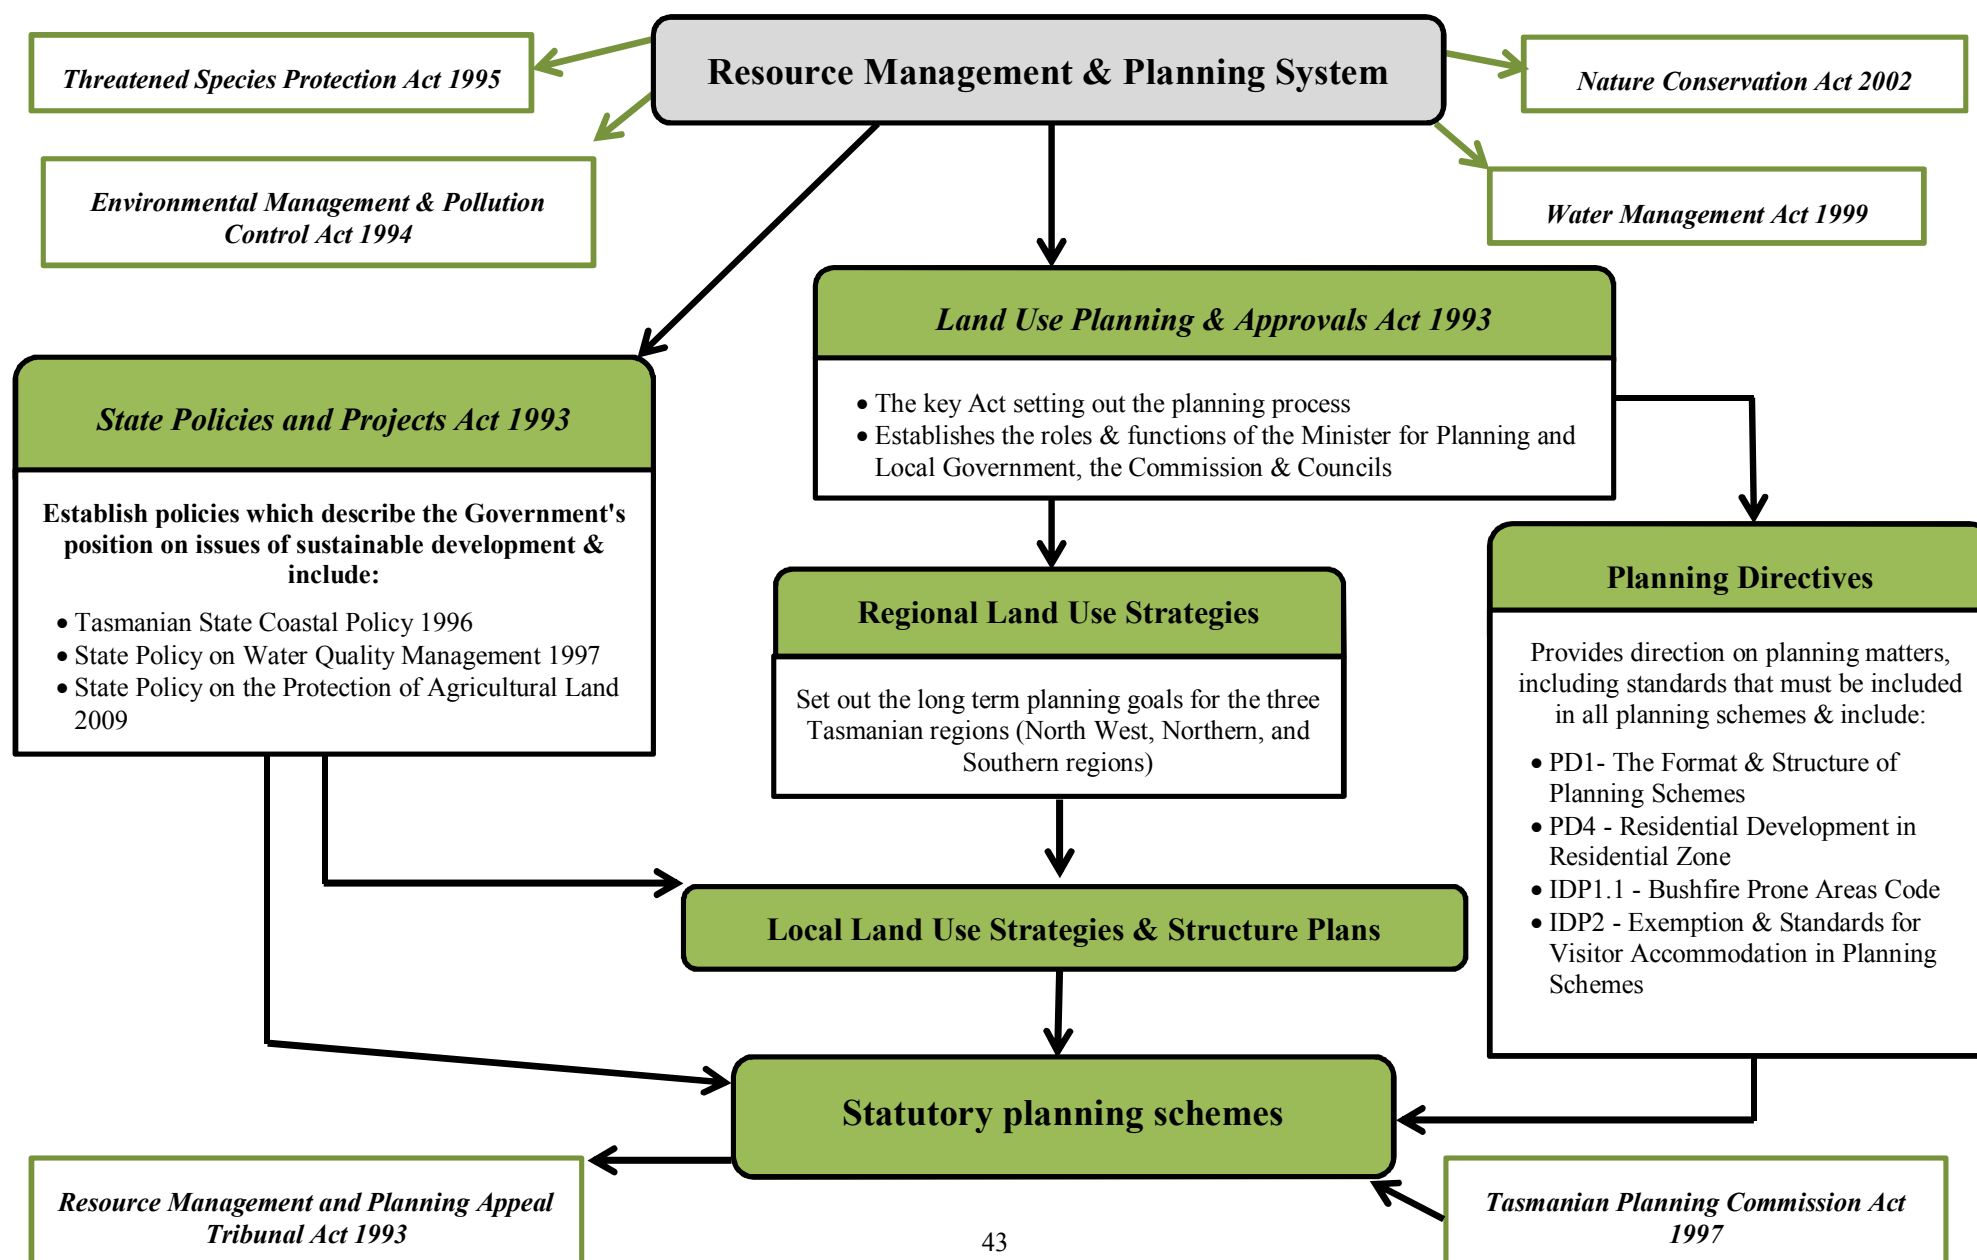 Resource Management & Planning System
Threatened Species Protection Act 1995
Nature Conservation Act 2002
Environmental Management & Pollution
Control Act 1994
Water Management Act 1999
Land Use Planning & Approvals Act 1993
• The key Act setting out the planning process
• Establishes the roles & functions of the Minister for Planning and
Local Government, the Commission & Councils
State Policies and Projects Act 1993
Establish policies which describe the Government's
position on issues of sustainable development &
include:
• Tasmanian State Coastal Policy 1996
• State Policy on Water Quality Management 1997
• State Policy on the Protection of Agricultural Land
2009
Regional Land Use Strategies
Set out the long term planning goals for the three
Tasmanian regions (North West, Northern, and
Southern regions)
Planning Directives
Provides direction on planning matters,
including standards that must be included
in all planning schemes & include:
• PD1- The Format & Structure of
Planning Schemes
• PD4 - Residential Development in
Residential Zone
• IDP1.1 - Bushfire Prone Areas Code
• IDP2 - Exemption & Standards for
Visitor Accommodation in Planning
Schemes
Local Land Use Strategies & Structure Plans
Statutory planning schemes
Resource Management and Planning Appeal
Tribunal Act 1993
Tasmanian Planning Commission Act
1997
43